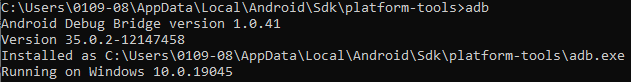 C:\Users\0109-08\AppData\Local\Android\Sdk\platform-tools>adb
Android Debug Bridge version 1.0.41
Version 35.0.2-12147458
Installed as C:\Users\0109-08\AppData\Local\Android\Sdk\platform-tools\adb.exe
Running on Windows 10.0.19045